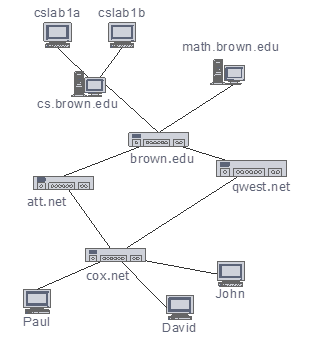 cslab1a cslab1b
math.brown.edu
cs.brown.edu
brown.edu
qwest.net
att.net
cox.net
John
Paul
David